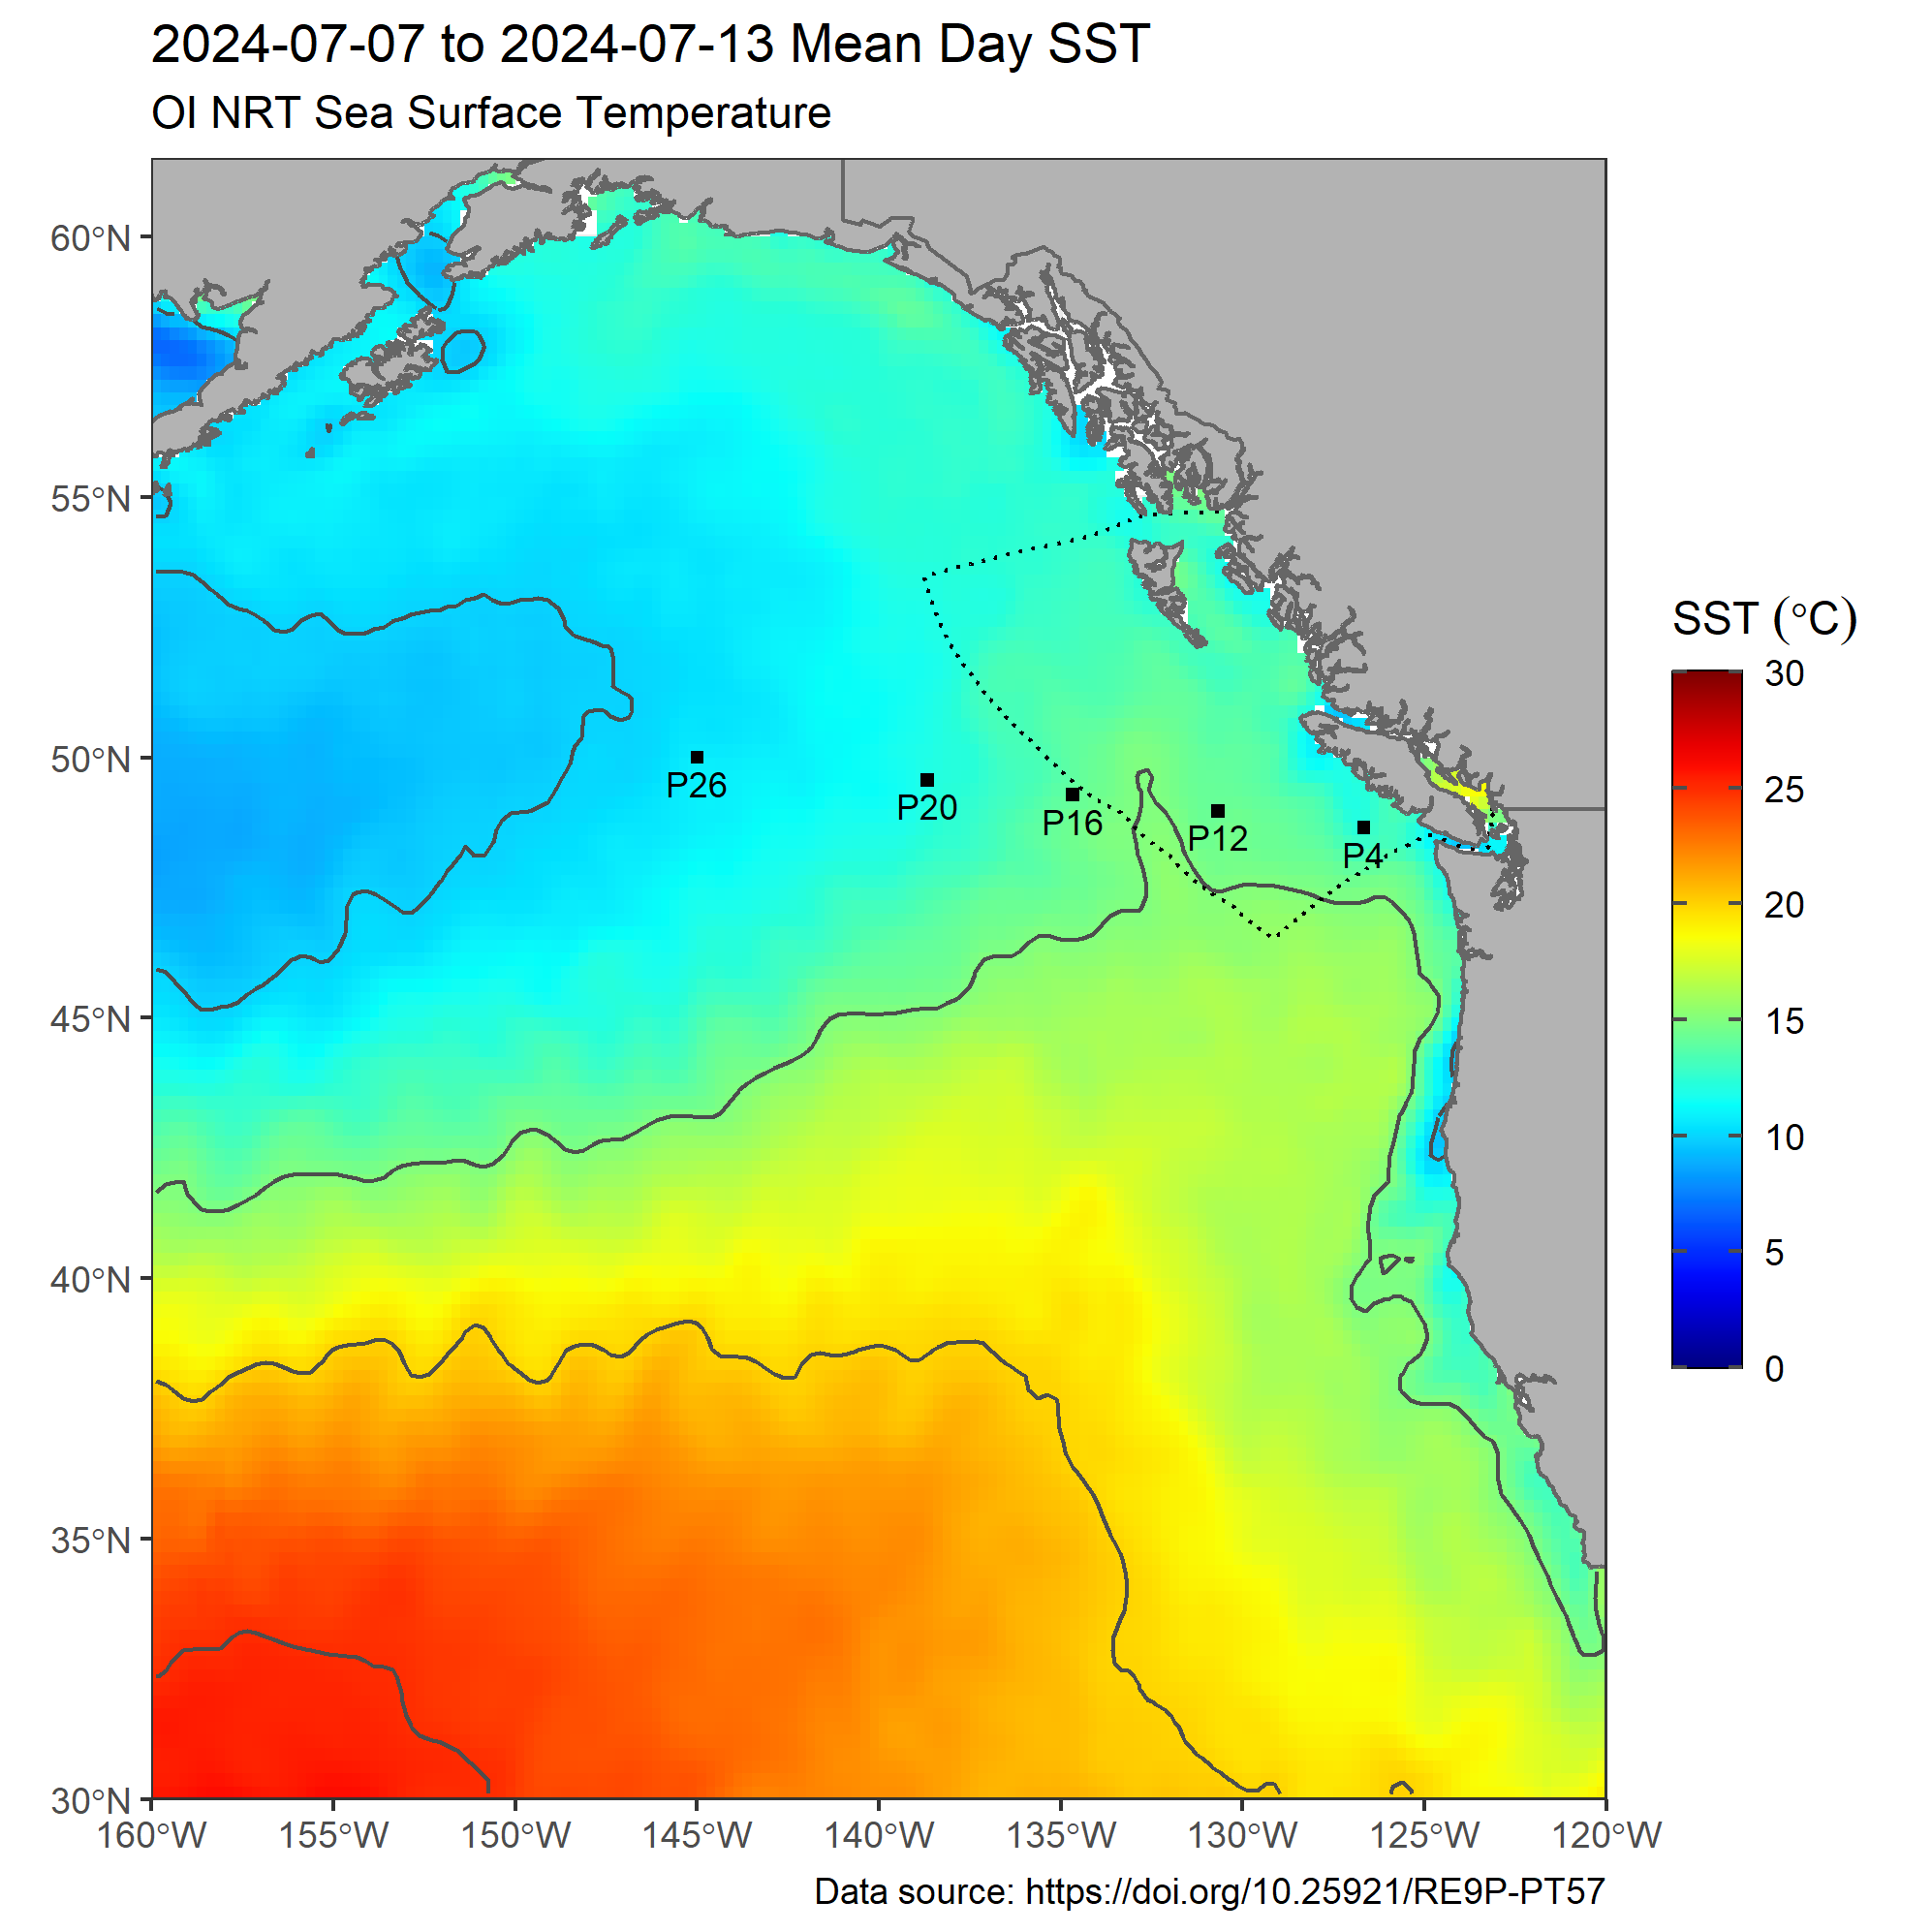 2024-07-07 to 2024-07-13 Mean Day SST
OI NRT Sea Surface Temperature
60°N
55°N
50°N
45°N
40°N
35°N
30°N
P26
P20
P16
P12
P4
160°W
155°W
150°W
145°W
140°W
135°W
130°W
125°W
120°W
SST (°C)
30
25
20
15
10
5
0
Data source: https://doi.org/10.25921/RE9P-PT57